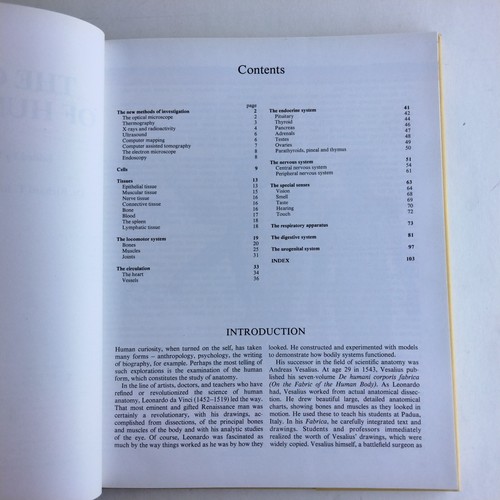 Contents
page
The new methods of investigation 2
The optical microscope 2
Thermography 3
X-rays and radioactivity 4
Ultrasound 6
Computer mapping 6
Computer assisted tomography 7
The electron microscope 8
Endoscopy 8
Cells 9
Tissues 13
Epithelial tissue 13
Muscular tissue 15
Nerve tissue 16
Connective tissue 16
Bone 16
Blood 17
The spleen 18
Lymphatic tissue 18
The locomotor system 19
Bones 20
Muscles 25
Joints 31
The circulation 33
The heart 34
Vessels 36
The endocrine system 41
Pituitary 42
Thyroid 44
Pancreas 46
Adrenals 47
Testes 48
Ovaries 49
Parathyroids, pineal and thymus 50
The nervous system 51
Central nervous system 54
Peripheral nervous system 61
The special senses 63
Vision 64
Smell 68
Taste 69
Hearing 70
Touch 72
The respiratory apparatus 73
The digestive system 81
The urogenital system 97
INDEX 103
INTRODUCTION
Human curiosity, when turned on the self, has taken
many forms – anthropology, psychology, the writing
of biography, for example. Perhaps the most telling of
such explorations is the examination of the human
form, which constitutes the study of anatomy.
In the line of artists, doctors, and teachers who have
refined or revolutionized the science of human
anatomy, Leonardo da Vinci (1452–1519) led the way.
That most eminent and gifted Renaissance man was
certainly a revolutionary, with his drawings, ac-
complished from dissections, of the principal bones
and muscles of the body and with his analytic studies
of the eye. Of course, Leonardo was fascinated as
much by the way things worked as he was by how they
looked. He constructed and experimented with models
to demonstrate how bodily systems functioned.
His successor in the field of scientific anatomy was
Andreas Vesalius. At age 29 in 1543, Vesalius pub-
lished his seven-volume De humani corporis fabrica
(On the Fabric of the Human Body). As Leonardo
had, Vesalius worked from actual anatomical dissec-
tion. He drew beautiful large, detailed anatomical
charts, showing bones and muscles as they looked in
motion. He used these to teach his students at Padua,
Italy. In his Fabrica, he carefully integrated text and
drawings. Students and professors immediately
realized the worth of Vesalius' drawings, which were
widely copied. Vesalius himself, a battlefield surgeon as